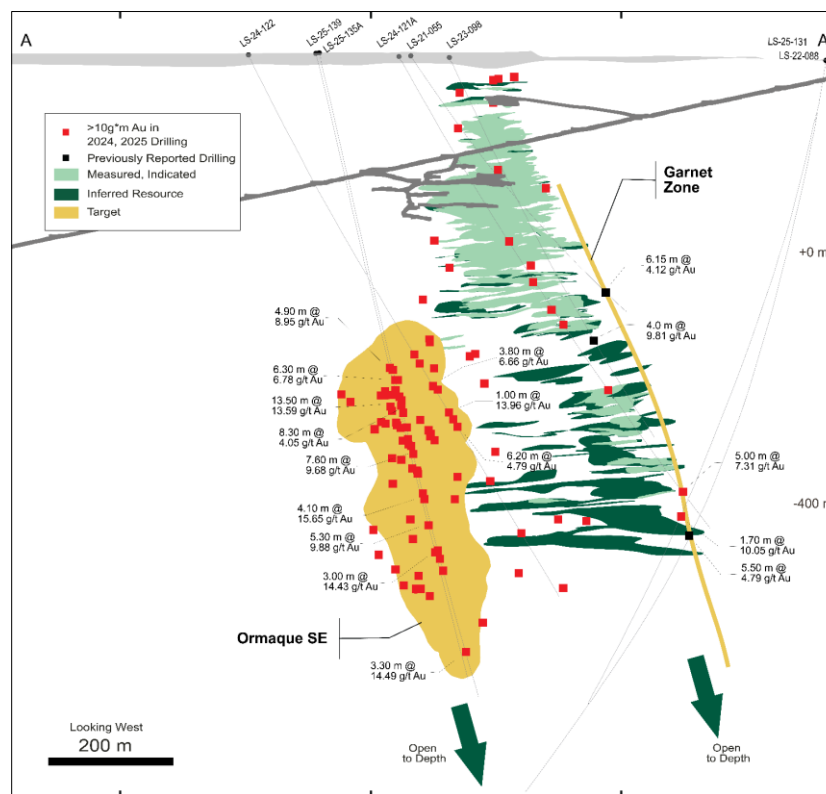 A
A
LS-24-122
LS-25-139
LS-25-135A
LS-24-121A
LS-21-055
LS-23-098
LS-25-131
LS-22-088
>10g*m Au in
2024, 2025 Drilling
Previously Reported Drilling
Measured, Indicated
Inferred Resource
Target
Garnet
Zone
+0 m
6.15 m @
4.12 g/t Au
4.0 m @
9.81 g/t Au
4.90 m @
8.95 g/t Au
3.80 m @
6.66 g/t Au
6.30 m @
6.78 g/t Au
1.00 m @
13.96 g/t Au
13.50 m @
13.59 g/t Au
8.30 m @
4.05 g/t Au
6.20 m @
4.79 g/t Au
7.60 m @
9.68 g/t Au
5.00 m @
7.31 g/t Au
4.10 m @
15.65 g/t Au
-400 m
5.30 m @
9.88 g/t Au
1.70 m @
10.05 g/t Au
5.50 m @
4.79 g/t Au
3.00 m @
14.43 g/t Au
Ormaque SE
3.30 m @
14.49 g/t Au
Looking West
200 m
Open
to Depth
Open
to Depth